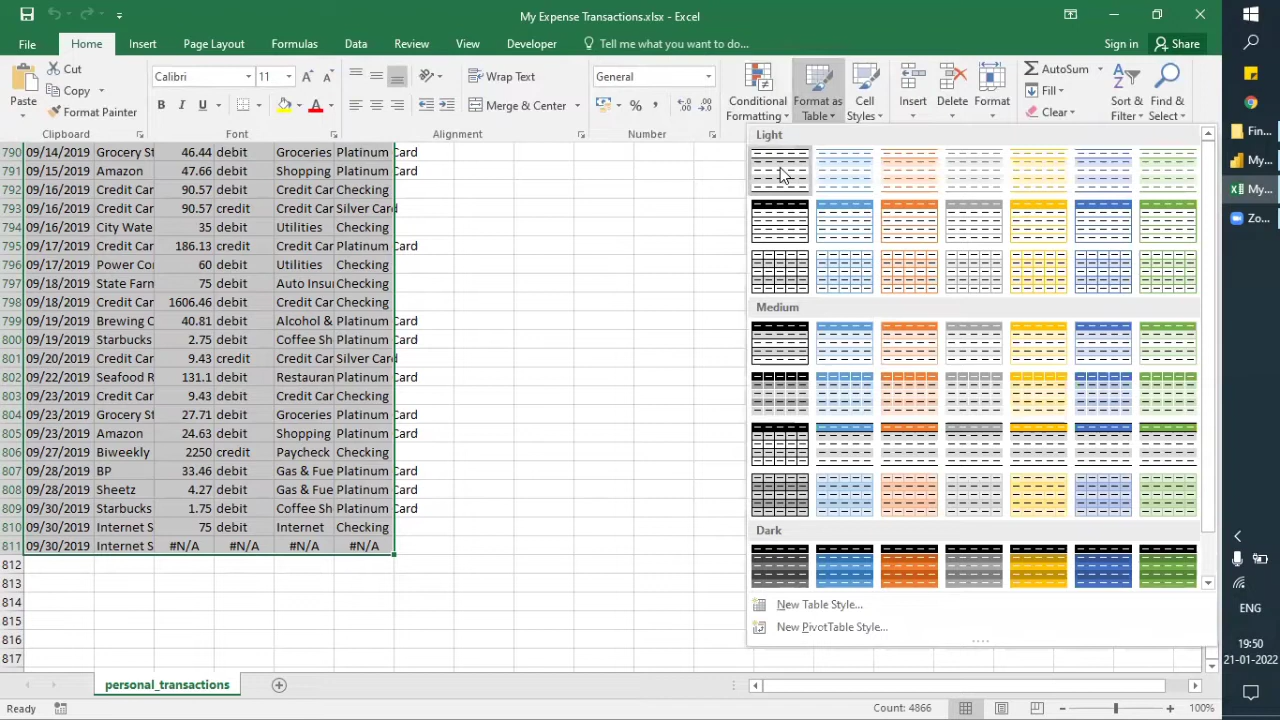 My Expense Transactions.xlsx - Excel
File Home Insert Page Layout Formulas Data Review View Developer Tell me what you want to do... Sign in Share
Paste
Cut
Copy
Format Painter
Clipboard
Calibri 11
B I U A
Font
Wrap Text
Merge & Center
Alignment
General
%
Number
Conditional Formatting
Format as Table
Cell Styles
Insert
Delete
Format
AutoSum
Fill
Clear
Sort & Filter
Find & Select
790 09/14/2019 Grocery St 46.44 debit Groceries Platinum Card
791 09/15/2019 Amazon 47.66 debit Shopping Platinum Card
792 09/16/2019 Credit Car 90.57 debit Credit Car Checking
793 09/16/2019 Credit Car 90.57 credit Credit Car Silver Card
794 09/16/2019 City Wate 35 debit Utilities Checking
795 09/17/2019 Credit Car 186.13 credit Credit Car Platinum Card
796 09/17/2019 Power Co 60 debit Utilities Checking
797 09/18/2019 State Farm 75 debit Auto Insu Checking
798 09/18/2019 Credit Car 1606.46 debit Credit Car Checking
799 09/19/2019 Brewing C 40.81 debit Alcohol & Platinum Card
800 09/19/2019 Starbucks 2.75 debit Coffee Sh Platinum Card
801 09/20/2019 Credit Car 9.43 credit Credit Car Silver Card
802 09/22/2019 Seafood R 131.1 debit Restauran Platinum Card
803 09/23/2019 Credit Car 9.43 debit Credit Car Checking
804 09/23/2019 Grocery St 27.71 debit Groceries Platinum Card
805 09/23/2019 Amazon 24.63 debit Shopping Platinum Card
806 09/27/2019 Biweekly 2250 credit Paycheck Checking
807 09/28/2019 BP 33.46 debit Gas & Fue Platinum Card
808 09/28/2019 Sheetz 4.27 debit Gas & Fue Platinum Card
809 09/30/2019 Starbucks 1.75 debit Coffee Sh Platinum Card
810 09/30/2019 Internet S 75 debit Internet Checking
811 09/30/2019 Internet S #N/A #N/A #N/A #N/A
812
813
814
815
816
817
Light
Medium
Dark
New Table Style...
New PivotTable Style...
personal_transactions
Ready
Count: 4866
100%
Fin...
My...
My...
Zo...
ENG
19:50
21-01-2022